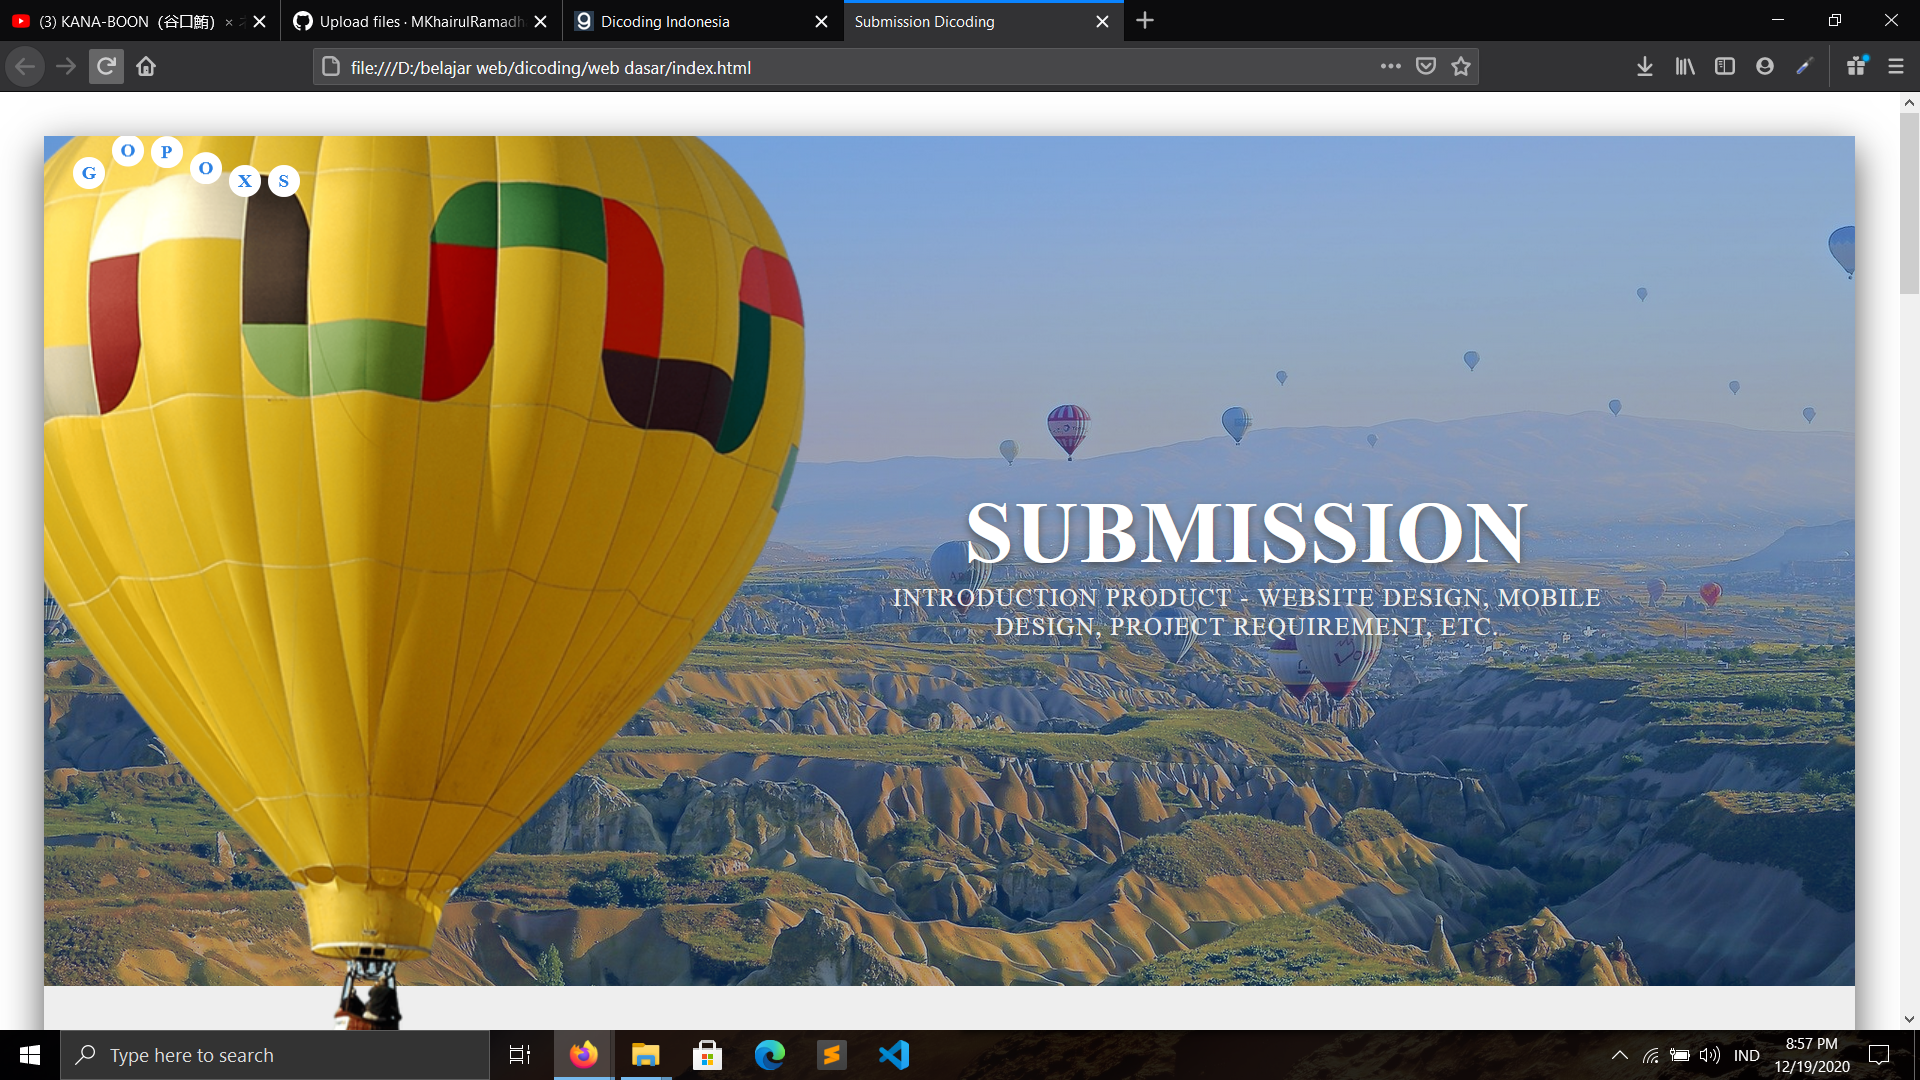 (3) KANA-BOON（谷口鮪）×
Upload files · MKhairulRamadh
Dicoding Indonesia
Submission Dicoding
file:///D:/belajar web/dicoding/web dasar/index.html
G O P O X S
SUBMISSION
INTRODUCTION PRODUCT - WEBSITE DESIGN, MOBILE
DESIGN, PROJECT REQUIREMENT, ETC.
Type here to search
IND
8:57 PM
12/19/2020